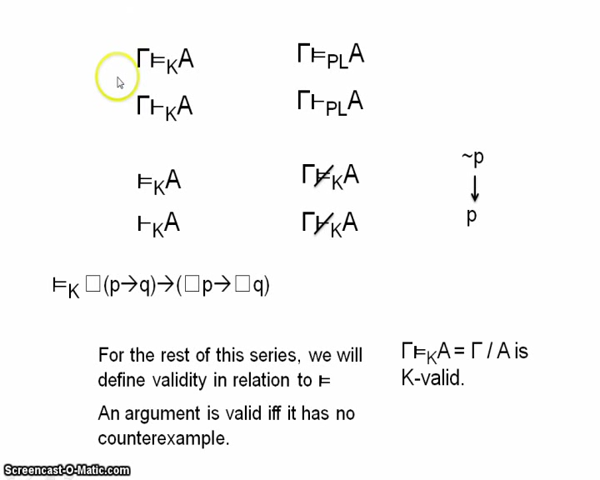 Γ⊨KA
Γ⊨PLA
Γ⊢KA
Γ⊢PLA
⊨KA
Γ⊭KA
⊢KA
Γ⊭KA
~p
↓
p
⊨K □(p→q)→(□p→□q)
For the rest of this series, we will
define validity in relation to ⊨
An argument is valid iff it has no
counterexample.
Γ⊨KA = Γ / A is
K-valid.
Screencast-O-Matic.com